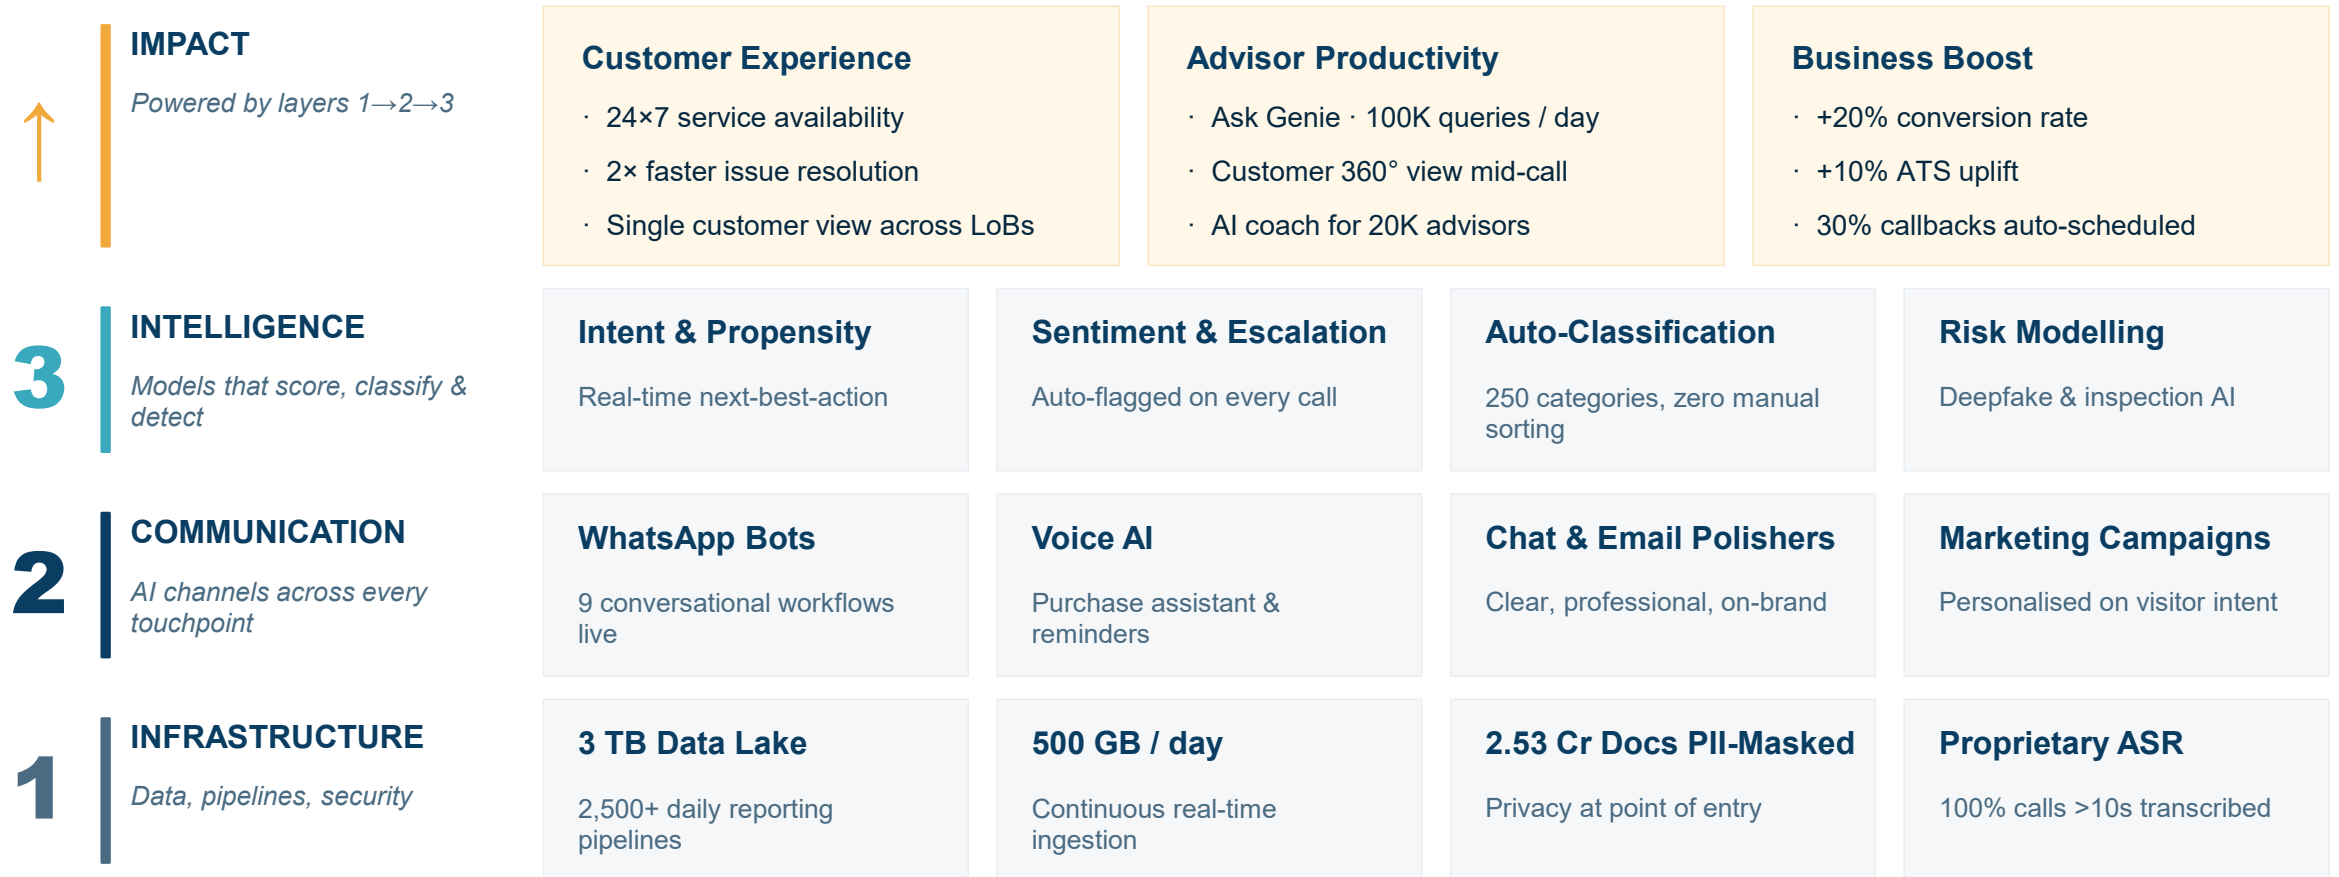 ↑
IMPACT
Powered by layers 1→2→3
Customer Experience
· 24×7 service availability
· 2× faster issue resolution
· Single customer view across LoBs
Advisor Productivity
· Ask Genie · 100K queries / day
· Customer 360° view mid-call
· AI coach for 20K advisors
Business Boost
· +20% conversion rate
· +10% ATS uplift
· 30% callbacks auto-scheduled
3
INTELLIGENCE
Models that score, classify &
detect
Intent & Propensity
Real-time next-best-action
Sentiment & Escalation
Auto-flagged on every call
Auto-Classification
250 categories, zero manual
sorting
Risk Modelling
Deepfake & inspection AI
2
COMMUNICATION
AI channels across every
touchpoint
WhatsApp Bots
9 conversational workflows
live
Voice AI
Purchase assistant &
reminders
Chat & Email Polishers
Clear, professional, on-brand
Marketing Campaigns
Personalised on visitor intent
1
INFRASTRUCTURE
Data, pipelines, security
3 TB Data Lake
2,500+ daily reporting
pipelines
500 GB / day
Continuous real-time
ingestion
2.53 Cr Docs PII-Masked
Privacy at point of entry
Proprietary ASR
100% calls >10s transcribed